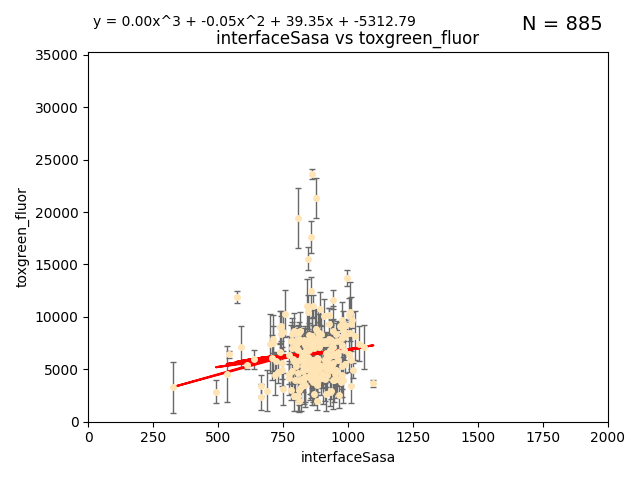 y = 0.00x^3 + -0.05x^2 + 39.35x + -5312.79
N = 885
interfaceSasa vs toxgreen_fluor
35000
30000
25000
20000
15000
10000
5000
0
toxgreen_fluor
0 250 500 750 1000 1250 1500 1750 2000
interfaceSasa